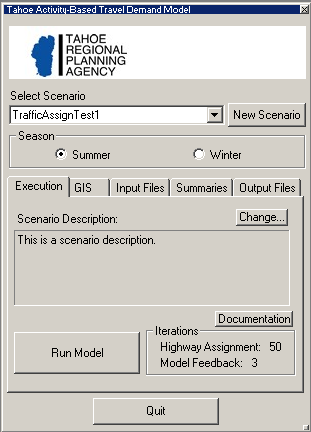 Tahoe Activity-Based Travel Demand Model
TAHOE
REGIONAL
PLANNING
AGENCY
Select Scenario
TrafficAssignTest1
New Scenario
Season
Summer
Winter
Execution
GIS
Input Files
Summaries
Output Files
Scenario Description:
Change...
This is a scenario description.
Documentation
Run Model
Iterations
Highway Assignment: 50
Model Feedback: 3
Quit